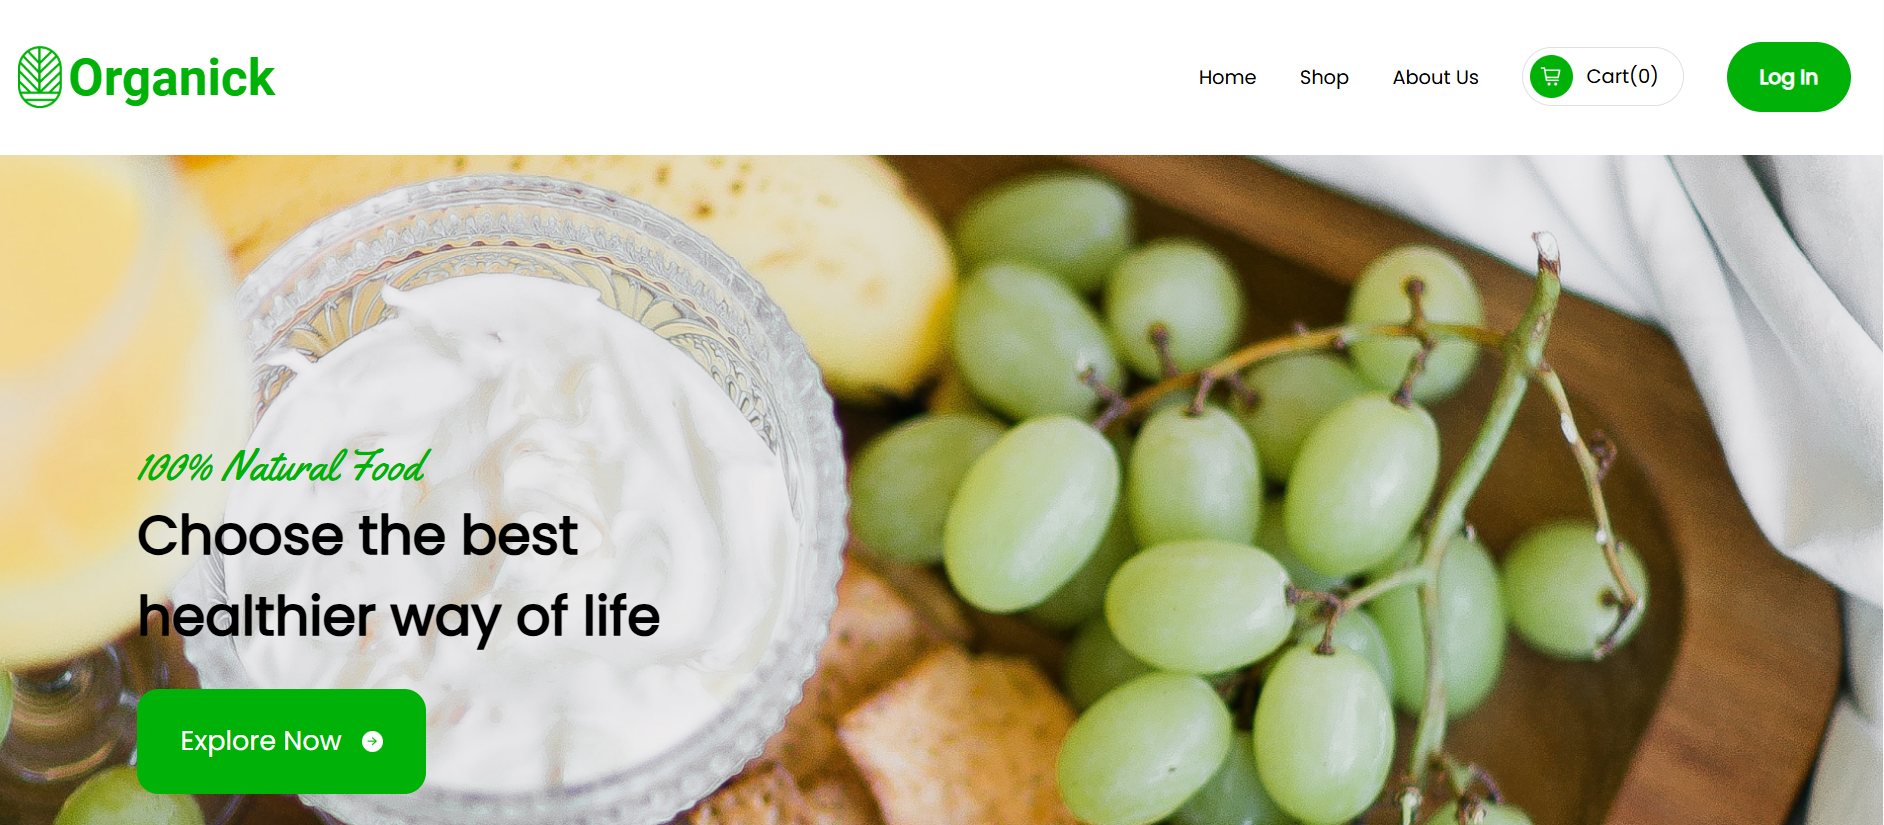 Organick
Home
Shop
About Us
Cart(0)
Log In
100% Natural Food
Choose the best
healthier way of life
Explore Now